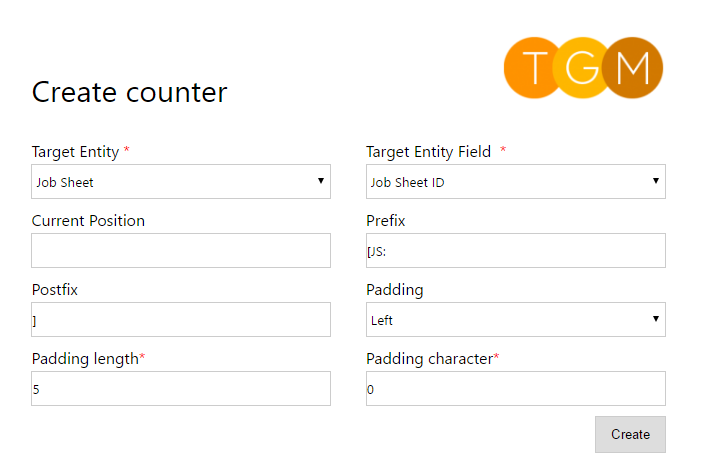 TGM
Create counter
Target Entity * Target Entity Field *
Job Sheet Job Sheet ID
Current Position Prefix
[JS:
Postfix Padding
] Left
Padding length* Padding character*
5 0
Create